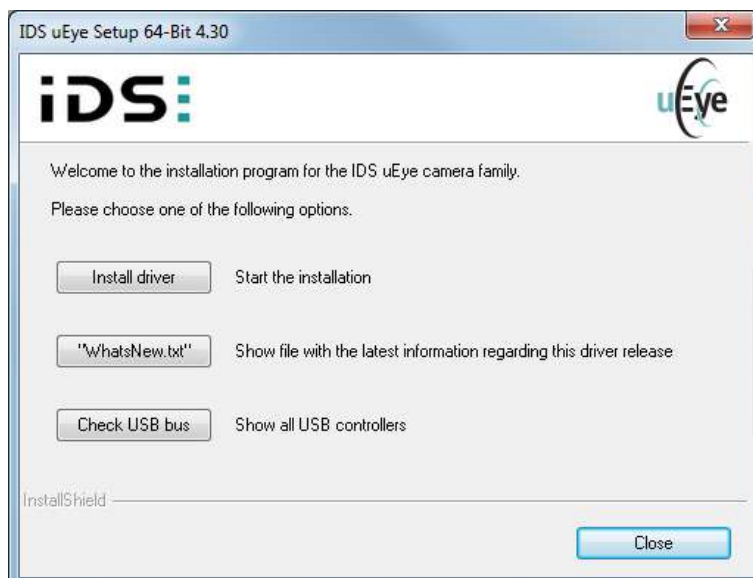 IDS uEye Setup 64-Bit 4.30
iDS
uEye
Welcome to the installation program for the IDS uEye camera family.
Please choose one of the following options.
Install driver Start the installation
"WhatsNew.txt" Show file with the latest information regarding this driver release
Check USB bus Show all USB controllers
InstallShield
Close